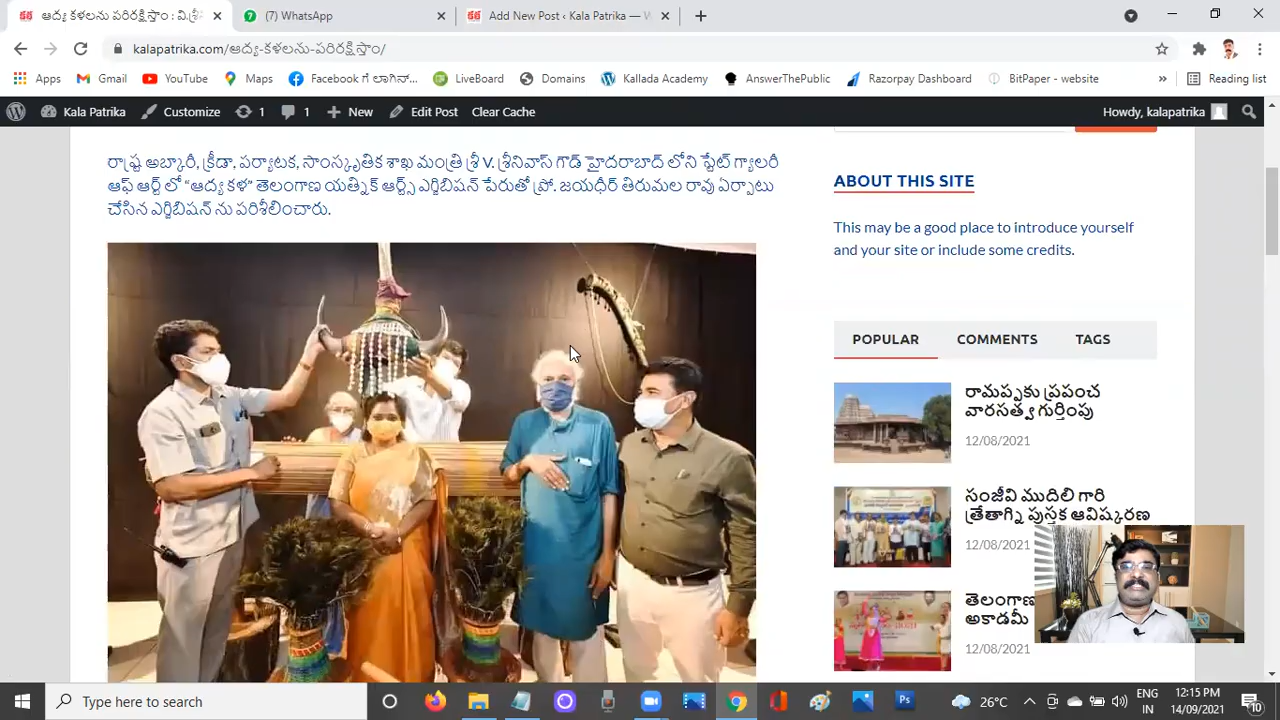 ఆద్య కళలను పరిరక్షిస్తాం : వి.శ్రీ
(7) WhatsApp
Add New Post ‹ Kala Patrika — W
kalapatrika.com/ఆద్య-కళలను-పరిరక్షిస్తాం/
Apps
Gmail
YouTube
Maps
Facebook ಗೆ ಲಾಗಿನ್...
LiveBoard
Domains
Kallada Academy
AnswerThePublic
Razorpay Dashboard
BitPaper - website
»
Reading list
Kala Patrika
Customize
1
1
New
Edit Post
Clear Cache
Howdy, kalapatrika
రాష్ట్ర అబ్కారీ, క్రీడా, పర్యాటక, సాంస్కృతిక శాఖ మంత్రి శ్రీ V. శ్రీనివాస్ గౌడ్ హైదరాబాద్ లోని స్టేట్ గ్యాలరీ
ఆఫ్ ఆర్ట్ లో “ఆద్య కళ” తెలంగాణ యత్నిక్ ఆర్ట్స్ ఎగ్జిబిషన్ పేరుతో ప్రో. జయధీర్ తిరుమల రావు ఏర్పాటు
చేసిన ఎగ్జిబిషన్ ను పరిశీలించారు.
ABOUT THIS SITE
This may be a good place to introduce yourself
and your site or include some credits.
POPULAR
COMMENTS
TAGS
రామప్పకు ప్రపంచ
వారసత్వ గుర్తింపు
12/08/2021
సంజీవి ముదిలి గారి
త్రేతాగ్ని పుస్తక ఆవిష్కరణ
12/08/2021
తెలంగాణ
అకాడమీ
12/08/2021
Type here to search
26°C
ENG
IN
12:15 PM
14/09/2021
10